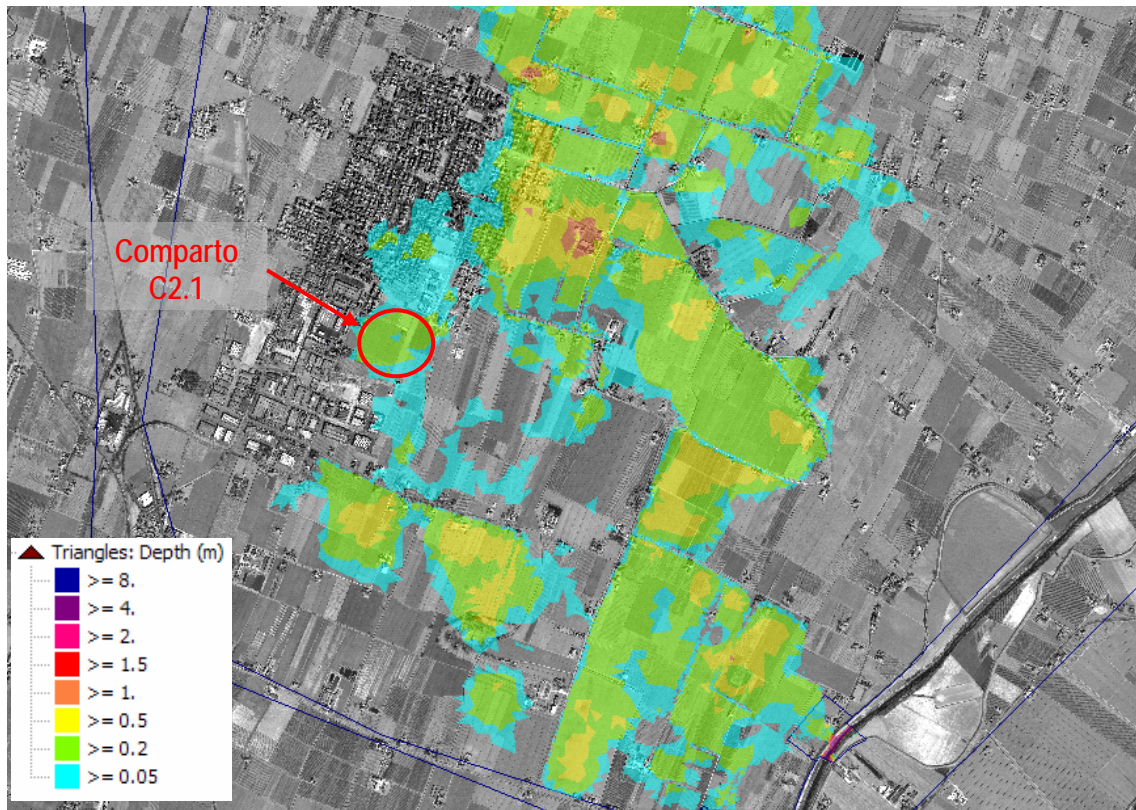 Comparto
C2.1
Triangles: Depth (m)
>= 8.
>= 4.
>= 2.
>= 1.5
>= 1.
>= 0.5
>= 0.2
>= 0.05